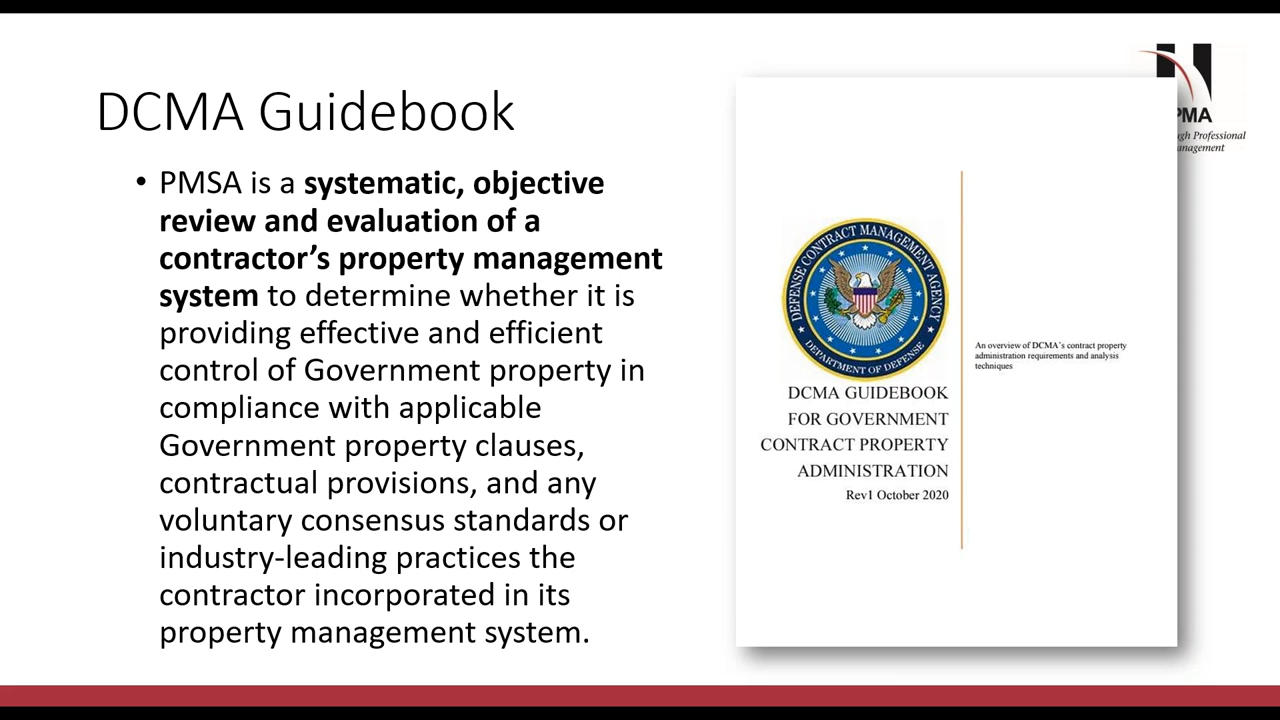 DCMA Guidebook
• PMSA is a systematic, objective
review and evaluation of a
contractor’s property management
system to determine whether it is
providing effective and efficient
control of Government property in
compliance with applicable
Government property clauses,
contractual provisions, and any
voluntary consensus standards or
industry-leading practices the
contractor incorporated in its
property management system.
PMA
Professional
DEFENSE CONTRACT MANAGEMENT AGENCY
DEPARTMENT OF DEFENSE
DCMA GUIDEBOOK
FOR GOVERNMENT
CONTRACT PROPERTY
ADMINISTRATION
Rev1 October 2020
An overview of DCMA’s contract property
administration requirements and analysis
techniques